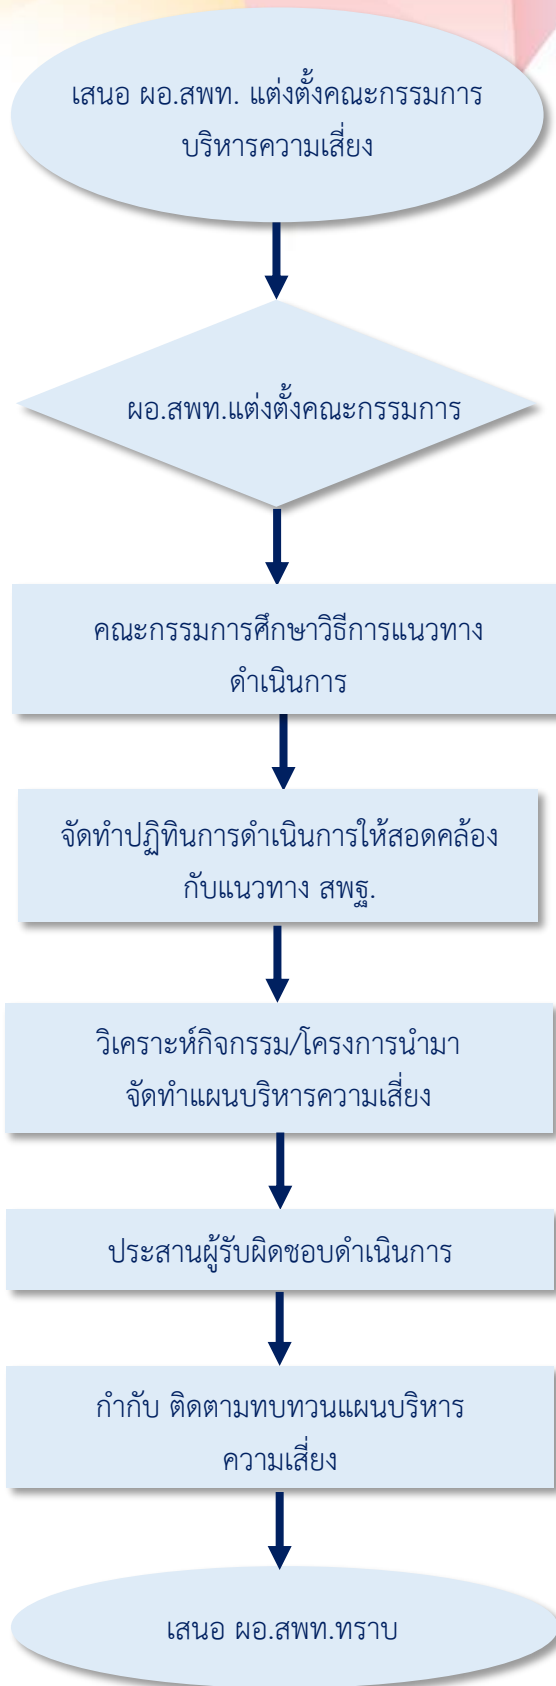 เสนอ ผอ.สพท. แต่งตั้งคณะกรรมการ
บริหารความเสี่ยง
ผอ.สพท.แต่งตั้งคณะกรรมการ
คณะกรรมการศึกษาวิธีการแนวทาง
ดำเนินการ
จัดทำปฏิทินการดำเนินการให้สอดคล้อง
กับแนวทาง สพฐ.
วิเคราะห์กิจกรรม/โครงการนำมา
จัดทำแผนบริหารความเสี่ยง
ประสานผู้รับผิดชอบดำเนินการ
กำกับ ติดตามทบทวนแผนบริหาร
ความเสี่ยง
เสนอ ผอ.สพท.ทราบ